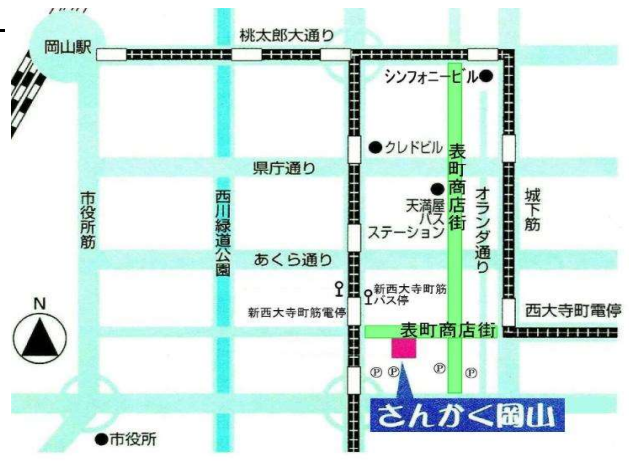 岡山駅
桃太郎大通り
シンフォニービル
クレドビル
県庁通り
表町商店街
天満屋
バス
ステーション
オランダ通り
城下筋
市役所筋
西川緑道公園
あくら通り
新西大寺町筋
バス停
新西大寺町筋電停
西大寺町電停
N
表町商店街
P
P
P
P
さんかく岡山
市役所